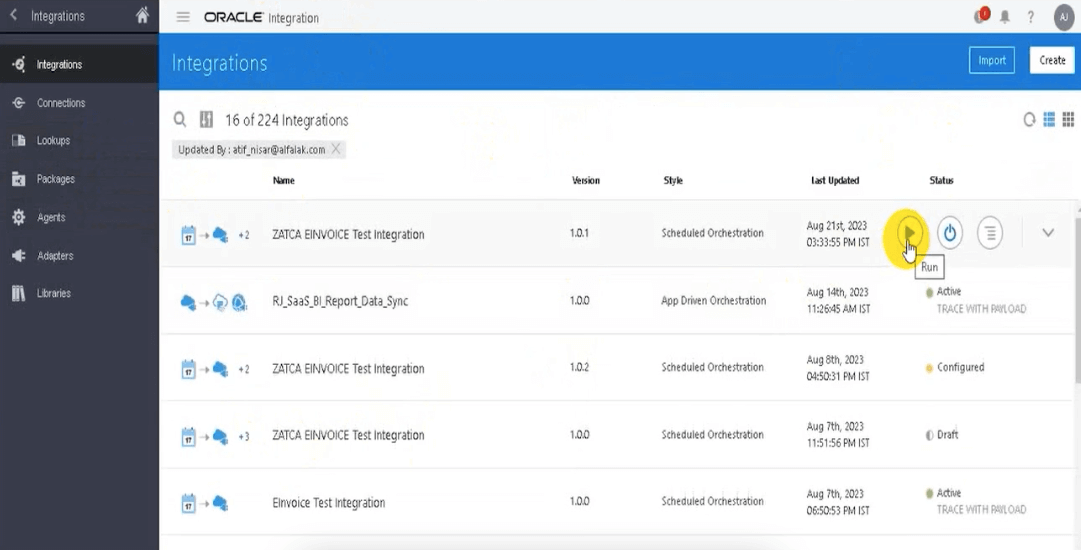 Integrations
ORACLE Integration
AJ
Integrations
Connections
Lookups
Packages
Agents
Adapters
Libraries
Integrations
Import
Create
16 of 224 Integrations
Updated By : atif_nisar@alfalak.com X
Name Version Style Last Updated Status
17 +2 ZATCA EINVOICE Test Integration 1.0.1 Scheduled Orchestration Aug 21st, 2023
03:33:55 PM IST
Run
RJ_SaaS_BI_Report_Data_Sync 1.0.0 App Driven Orchestration Aug 14th, 2023 Active
11:26:45 AM IST TRACE WITH PAYLOAD
17 +2 ZATCA EINVOICE Test Integration 1.0.2 Scheduled Orchestration Aug 8th, 2023 Configured
04:50:31 PM IST
17 +3 ZATCA EINVOICE Test Integration 1.0.0 Scheduled Orchestration Aug 7th, 2023 Draft
11:51:56 PM IST
17 EInvoice Test Integration 1.0.0 Scheduled Orchestration Aug 7th, 2023 Active
06:50:53 PM IST TRACE WITH PAYLOAD